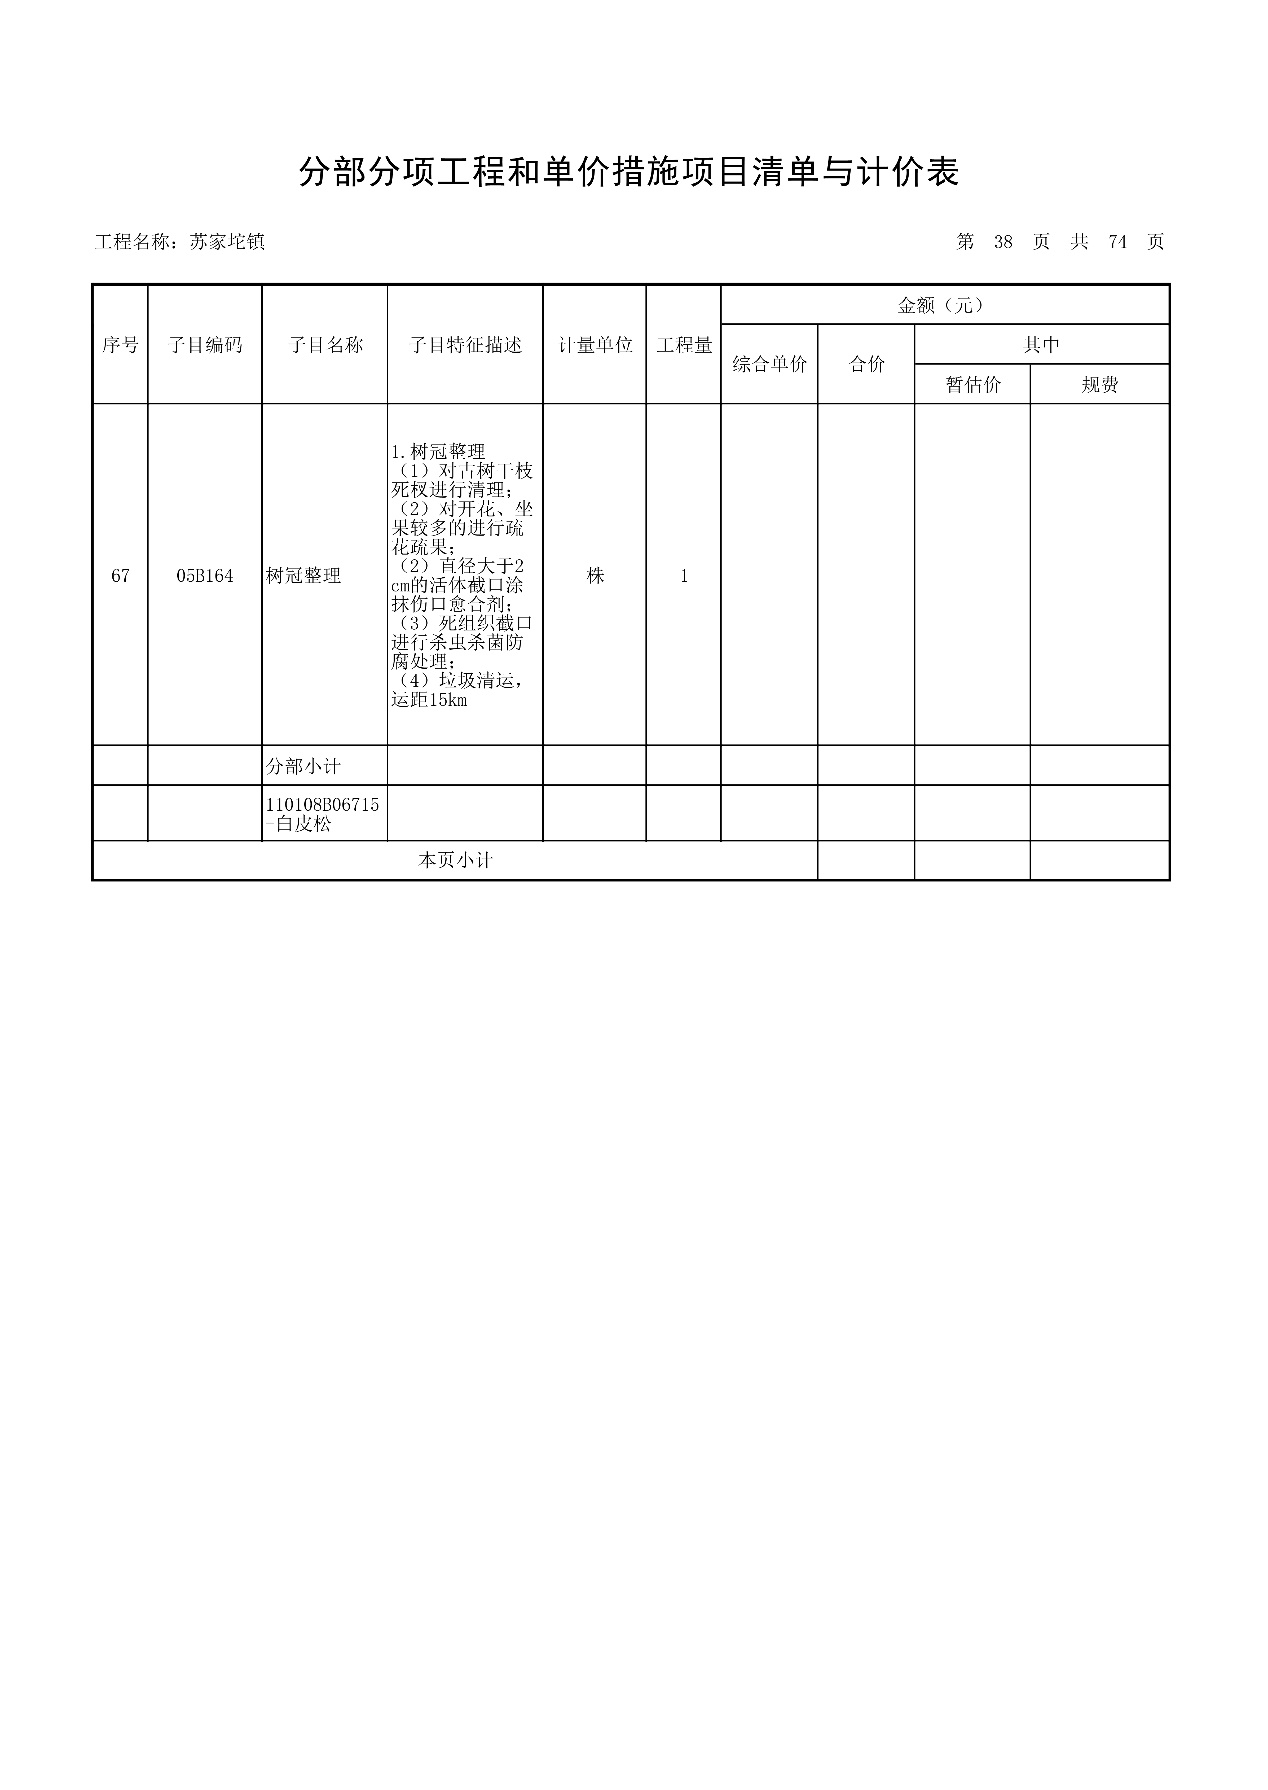 分部分项工程和单价措施项目清单与计价表
工程名称：苏家坨镇
第 38 页 共 74 页
序号
子目编码
子目名称
子目特征描述
计量单位
工程量
金额（元）
综合单价
合价
其中
暂估价
规费
67
05B164
树冠整理
1.树冠整理
（1）对古树干枝
死杈进行清理；
（2）对开花、坐
果较多的进行疏
花疏果；
（2）直径大于2
cm的活体截口涂
抹伤口愈合剂；
（3）死组织截口
进行杀虫杀菌防
腐处理；
（4）垃圾清运，
运距15km
株
1
分部小计
110108B06715
-白皮松
本页小计